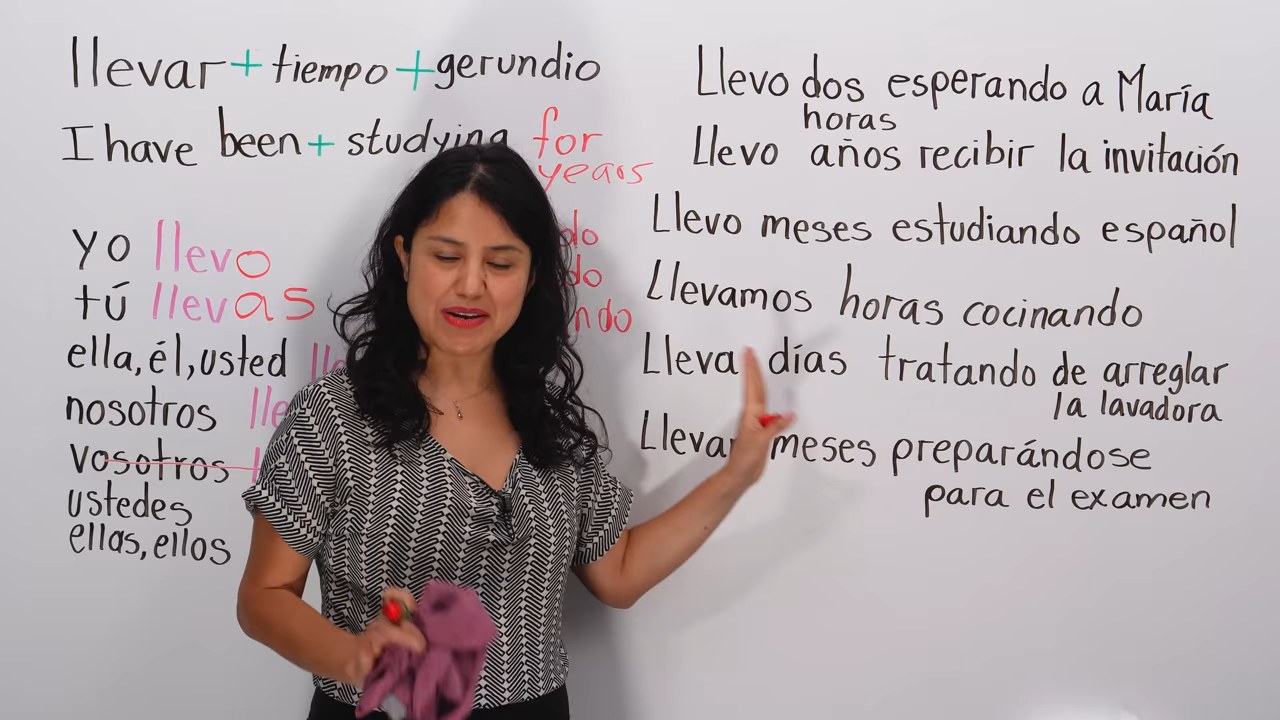 llevar + tiempo + gerundio
I have been + studying for
years
yo llevo
tú llevas
ella, él, usted
nosotros
vosotros
ustedes
ellas, ellos
Llevo dos esperando a María
horas
Llevo años recibir la invitación
Llevo meses estudiando español
Llevamos horas cocinando
Lleva días tratando de arreglar
la lavadora
meses preparándose
para el examen